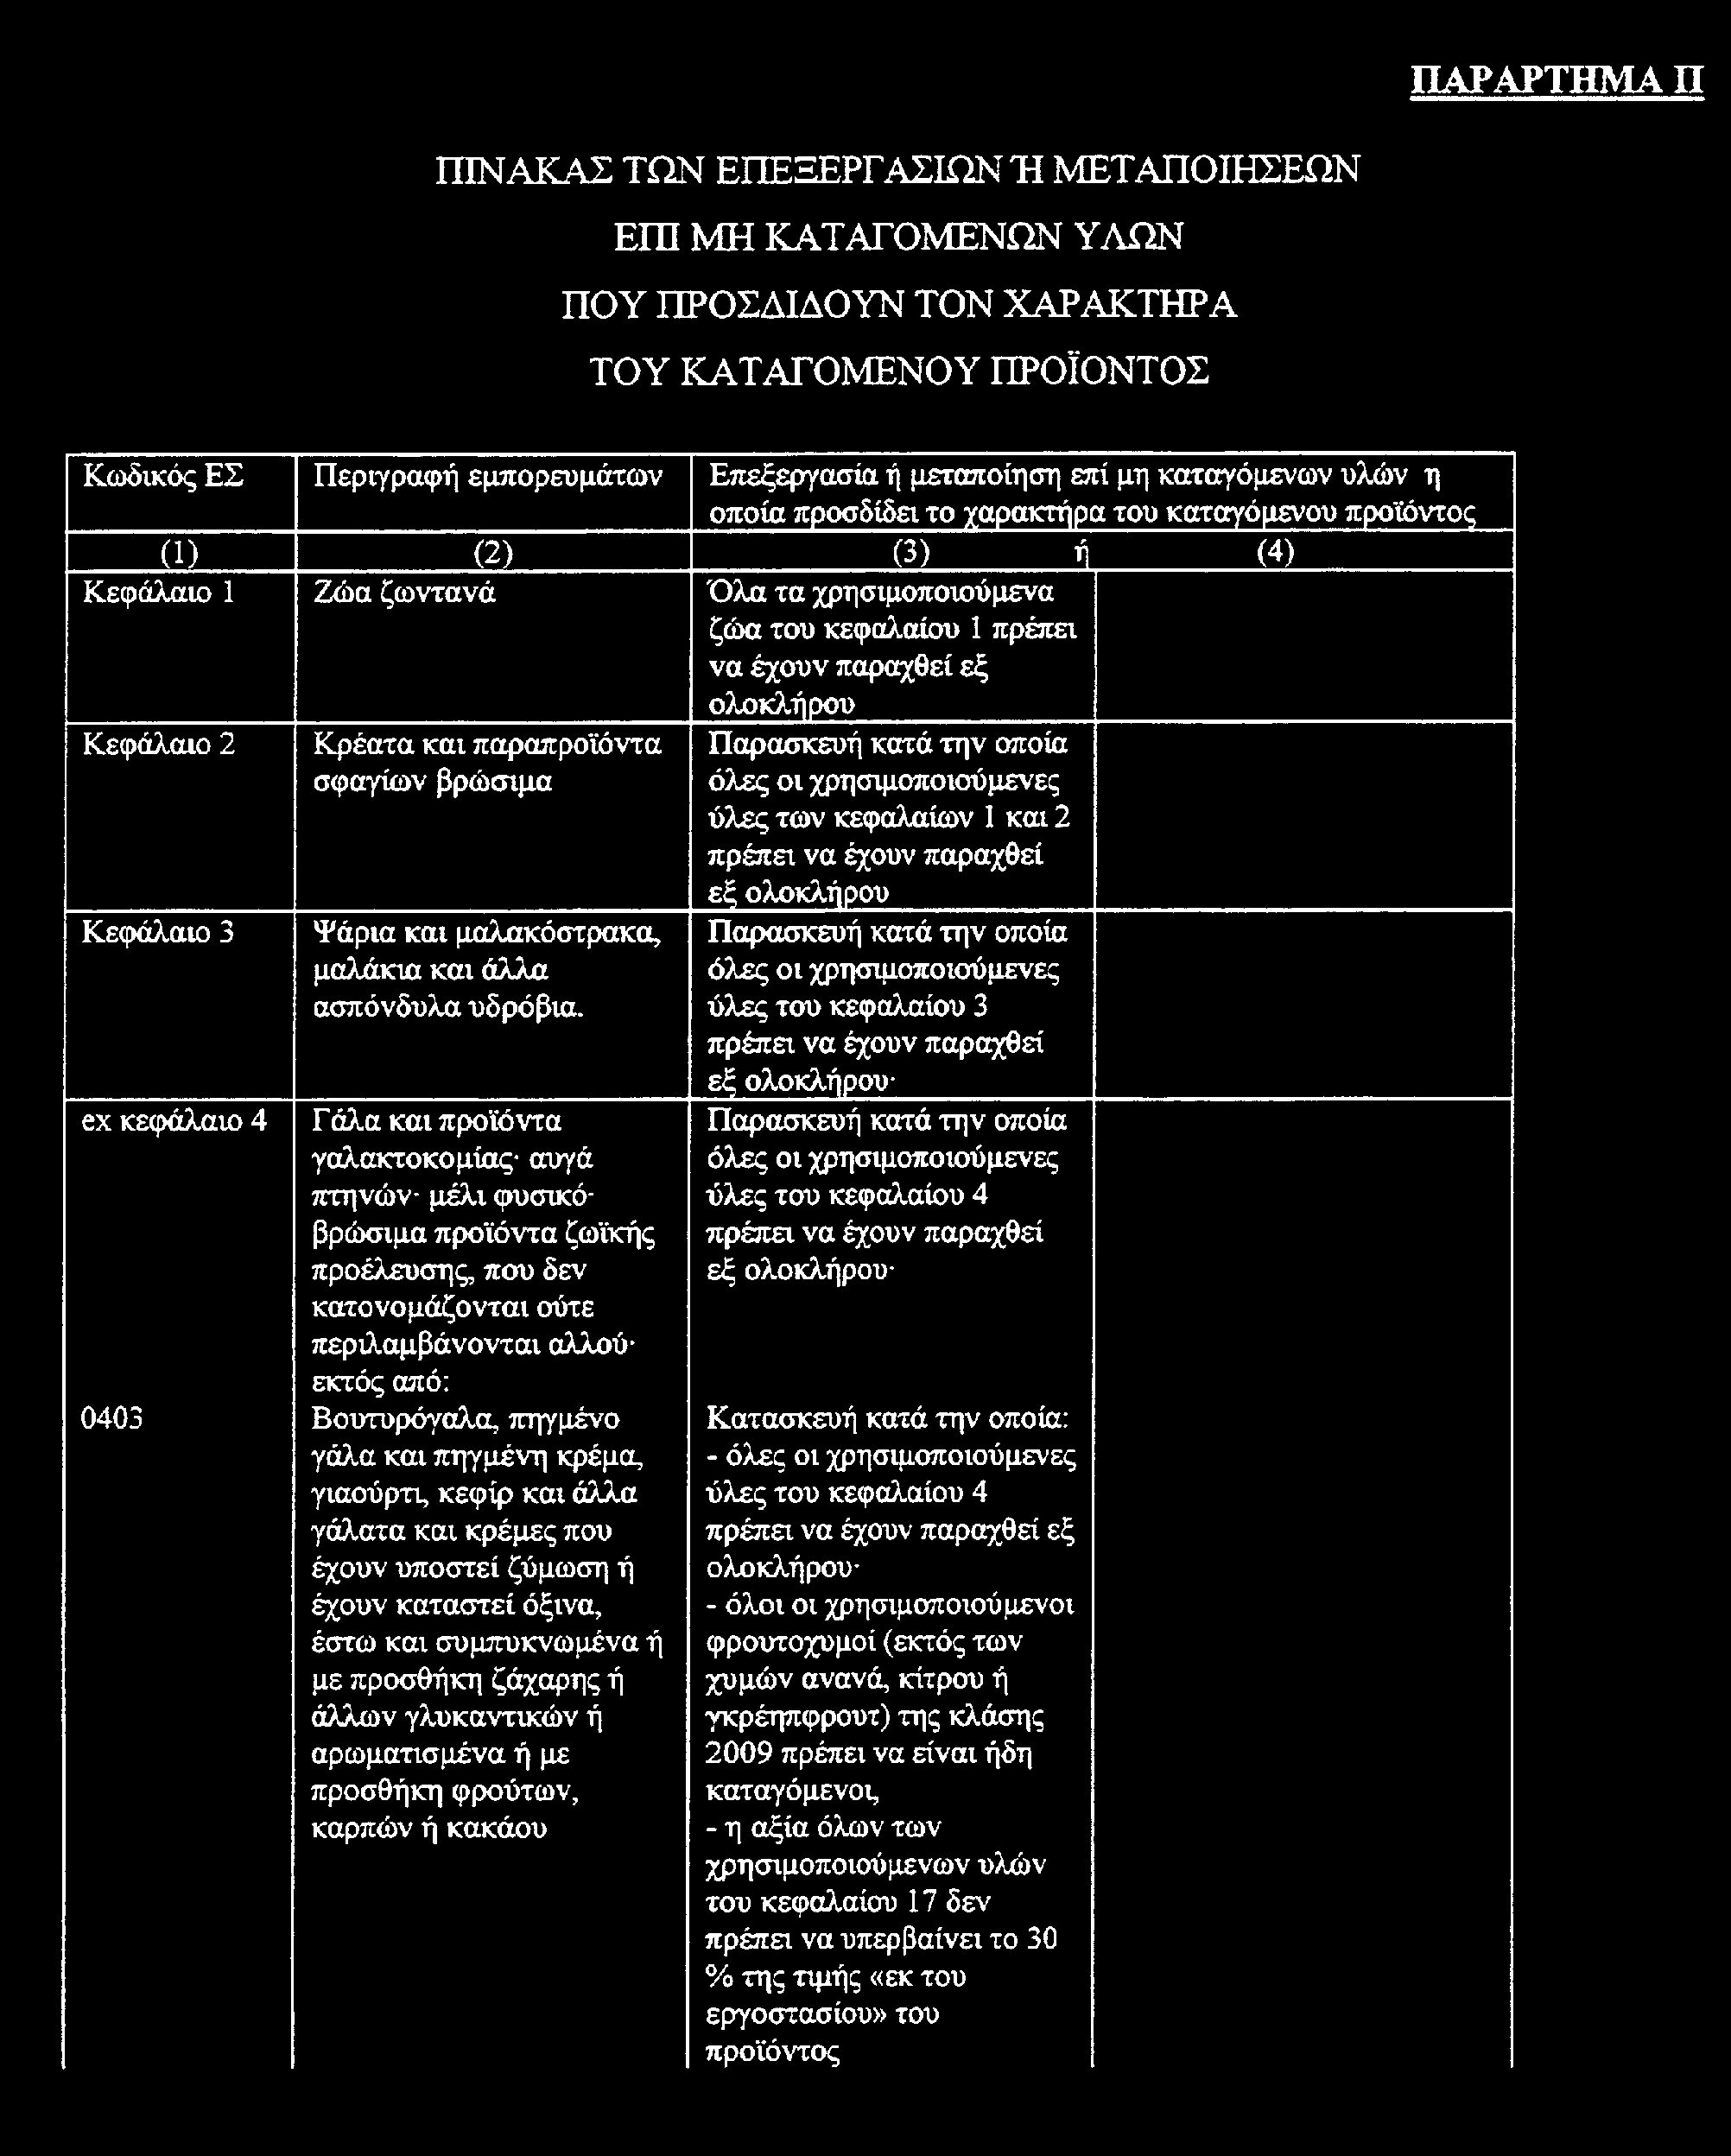 ΠΑΡΑΡΤΗΜΑ ΙΙ
ΠΙΝΑΚΑΣ ΤΩΝ ΕΠΕΞΕΡΓΑΣΙΩΝ Ή ΜΕΤΑΠΟΙΗΣΕΩΝ
ΕΠΙ ΜΗ ΚΑΤΑΓΟΜΕΝΩΝ ΥΛΩΝ
ΠΟΥ ΠΡΟΣΔΙΔΟΥΝ ΤΟΝ ΧΑΡΑΚΤΗΡΑ
ΤΟΥ ΚΑΤΑΓΟΜΕΝΟΥ ΠΡΟΪΟΝΤΟΣ
Κωδικός ΕΣ
Περιγραφή εμπορευμάτων
Επεξεργασία ή μεταποίηση επί μη καταγόμενων υλών η
οποία προσδίδει το χαρακτήρα του καταγόμενου προϊόντος
(1) (2) (3) ή (4)
Κεφάλαιο 1
Ζώα ζωντανά
Όλα τα χρησιμοποιούμενα
ζώα του κεφαλαίου 1 πρέπει
να έχουν παραχθεί εξ
ολοκλήρου
Κεφάλαιο 2
Κρέατα και παραπροϊόντα
σφαγίων βρώσιμα
Παρασκευή κατά την οποία
όλες οι χρησιμοποιούμενες
ύλες των κεφαλαίων 1 και 2
πρέπει να έχουν παραχθεί
εξ ολοκλήρου
Κεφάλαιο 3
Ψάρια και μαλακόστρακα,
μαλάκια και άλλα
ασπόνδυλα υδρόβια.
Παρασκευή κατά την οποία
όλες οι χρησιμοποιούμενες
ύλες του κεφαλαίου 3
πρέπει να έχουν παραχθεί
εξ ολοκλήρου·
ex κεφάλαιο 4
Γάλα και προϊόντα
γαλακτοκομίας· αυγά
πτηνών· μέλι φυσικό·
βρώσιμα προϊόντα ζωϊκής
προέλευσης, που δεν
κατονομάζονται ούτε
περιλαμβάνονται αλλού·
εκτός από:
Παρασκευή κατά την οποία
όλες οι χρησιμοποιούμενες
ύλες του κεφαλαίου 4
πρέπει να έχουν παραχθεί
εξ ολοκλήρου·
0403
Βουτυρόγαλα, πηγμένο
γάλα και πηγμένη κρέμα,
γιαούρτι, κεφίρ και άλλα
γάλατα και κρέμες που
έχουν υποστεί ζύμωση ή
έχουν καταστεί όξινα,
έστω και συμπυκνωμένα ή
με προσθήκη ζάχαρης ή
άλλων γλυκαντικών ή
αρωματισμένα ή με
προσθήκη φρούτων,
καρπών ή κακάου
Κατασκευή κατά την οποία:
- όλες οι χρησιμοποιούμενες
ύλες του κεφαλαίου 4
πρέπει να έχουν παραχθεί εξ
ολοκλήρου·
- όλοι οι χρησιμοποιούμενοι
φρουτοχυμοί (εκτός των
χυμών ανανά, κίτρου ή
γκρέηπφρουτ) της κλάσης
2009 πρέπει να είναι ήδη
καταγόμενοι,
- η αξία όλων των
χρησιμοποιούμενων υλών
του κεφαλαίου 17 δεν
πρέπει να υπερβαίνει το 30
% της τιμής «εκ του
εργοστασίου» του
προϊόντος